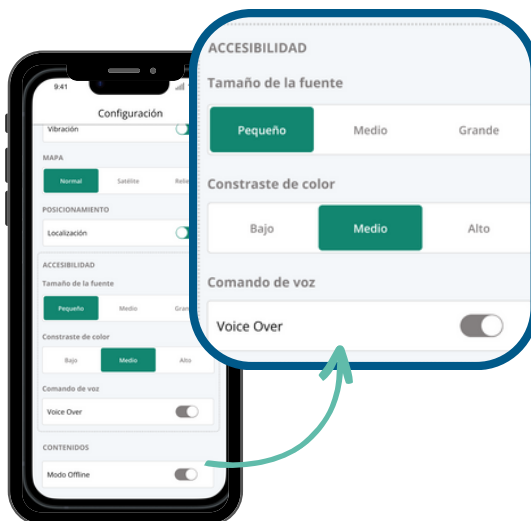 9:41
Configuración
Vibración
MAPA
Normal Satélite
POSICIONAMIENTO
Localización
ACCESIBILIDAD
Tamaño de la fuente
Pequeño Medio
Constraste de color
Bajo Medio Alto
Comando de voz
Voice Over
CONTENIDOS
Modo Offline
ACCESIBILIDAD
Tamaño de la fuente
Pequeño Medio Grande
Constraste de color
Bajo Medio Alto
Comando de voz
Voice Over